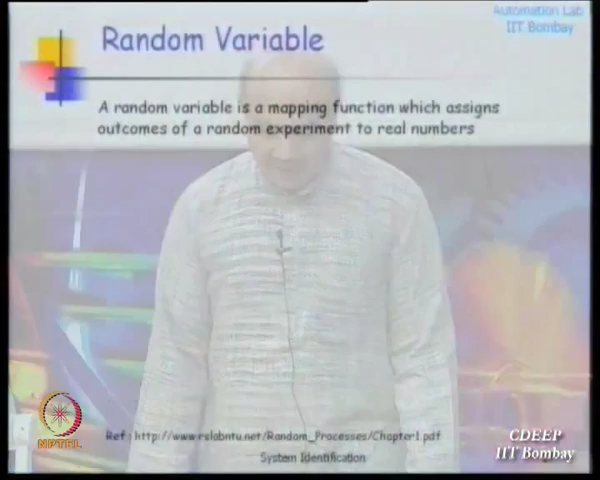 Automation Lab
IIT Bombay
Random Variable
A random variable is a mapping function which assigns
outcomes of a random experiment to real numbers
NPTEL
Ref : http://www.relabntu.net/Random_Processes/Chapter1.pdf
System Identification
CDEEP
IIT Bombay